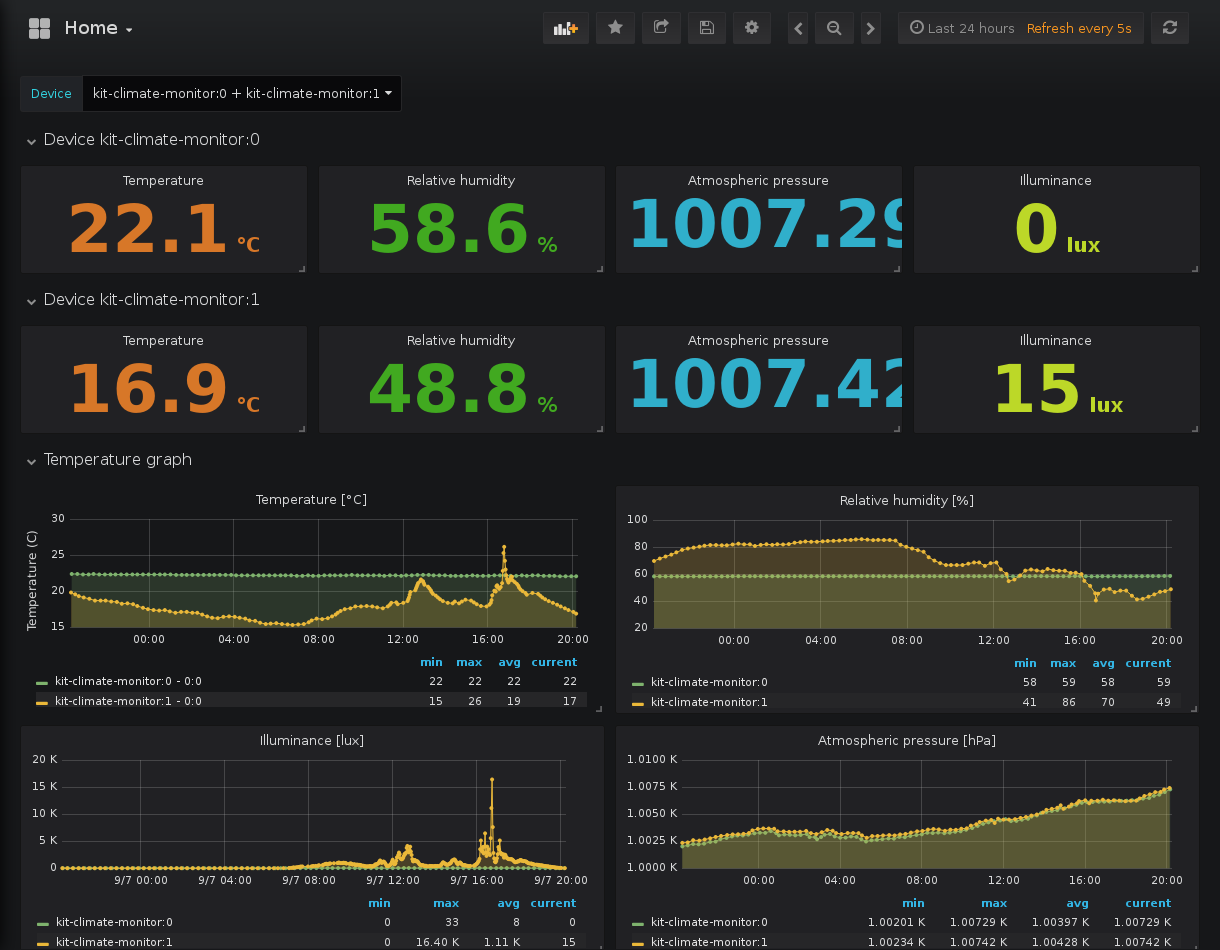 Home
Last 24 hours Refresh every 5s
Device kit-climate-monitor:0 + kit-climate-monitor:1
Device kit-climate-monitor:0
Temperature Relative humidity Atmospheric pressure Illuminance
22.1 °C 58.6 % 1007.29 0 lux
Device kit-climate-monitor:1
Temperature Relative humidity Atmospheric pressure Illuminance
16.9 °C 48.8 % 1007.42 15 lux
Temperature graph
Temperature [°C]
Temperature (C)
30
25
20
15
00:00 04:00 08:00 12:00 16:00 20:00
min max avg current
kit-climate-monitor:0 - 0:0 22 22 22 22
kit-climate-monitor:1 - 0:0 15 26 19 17
Relative humidity [%]
100
80
60
40
20
00:00 04:00 08:00 12:00 16:00 20:00
min max avg current
kit-climate-monitor:0 58 59 58 59
kit-climate-monitor:1 41 86 70 49
Illuminance [lux]
20 K
15 K
10 K
5 K
0
9/7 00:00 9/7 04:00 9/7 08:00 9/7 12:00 9/7 16:00 9/7 20:00
min max avg current
kit-climate-monitor:0 0 33 8 0
kit-climate-monitor:1 0 16.40 K 1.11 K 15
Atmospheric pressure [hPa]
1.0100 K
1.0075 K
1.0050 K
1.0025 K
1.0000 K
00:00 04:00 08:00 12:00 16:00 20:00
min max avg current
kit-climate-monitor:0 1.00201 K 1.00729 K 1.00397 K 1.00729 K
kit-climate-monitor:1 1.00234 K 1.00742 K 1.00428 K 1.00742 K